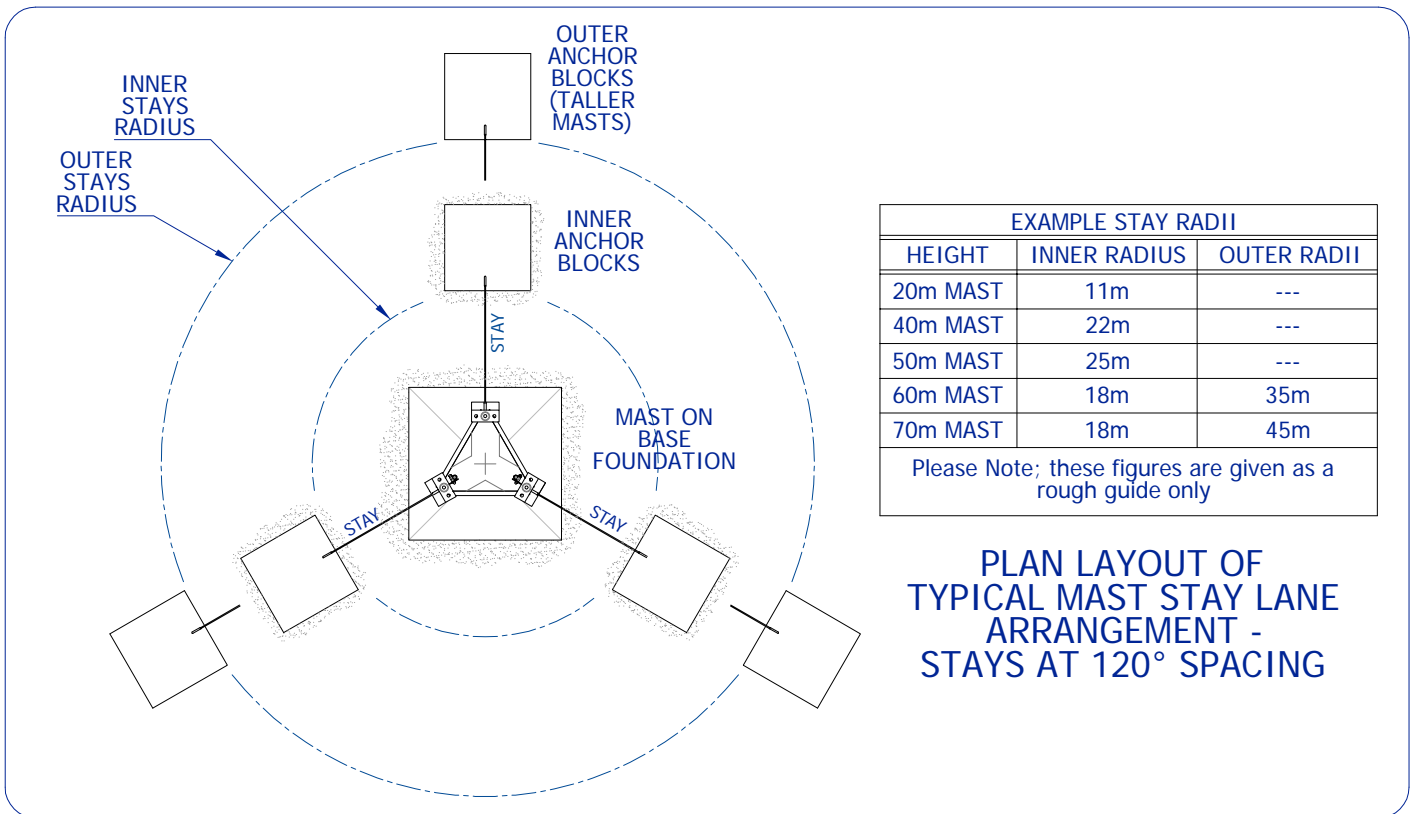 OUTER
ANCHOR
BLOCKS
(TALLER
MASTS)
INNER
STAYS
RADIUS
OUTER
STAYS
RADIUS
INNER
ANCHOR
BLOCKS
STAY
MAST ON
BASE
FOUNDATION
STAY
STAY
EXAMPLE STAY RADII
HEIGHT INNER RADIUS OUTER RADII
20m MAST 11m ---
40m MAST 22m ---
50m MAST 25m ---
60m MAST 18m 35m
70m MAST 18m 45m
Please Note; these figures are given as a
rough guide only
PLAN LAYOUT OF
TYPICAL MAST STAY LANE
ARRANGEMENT -
STAYS AT 120° SPACING